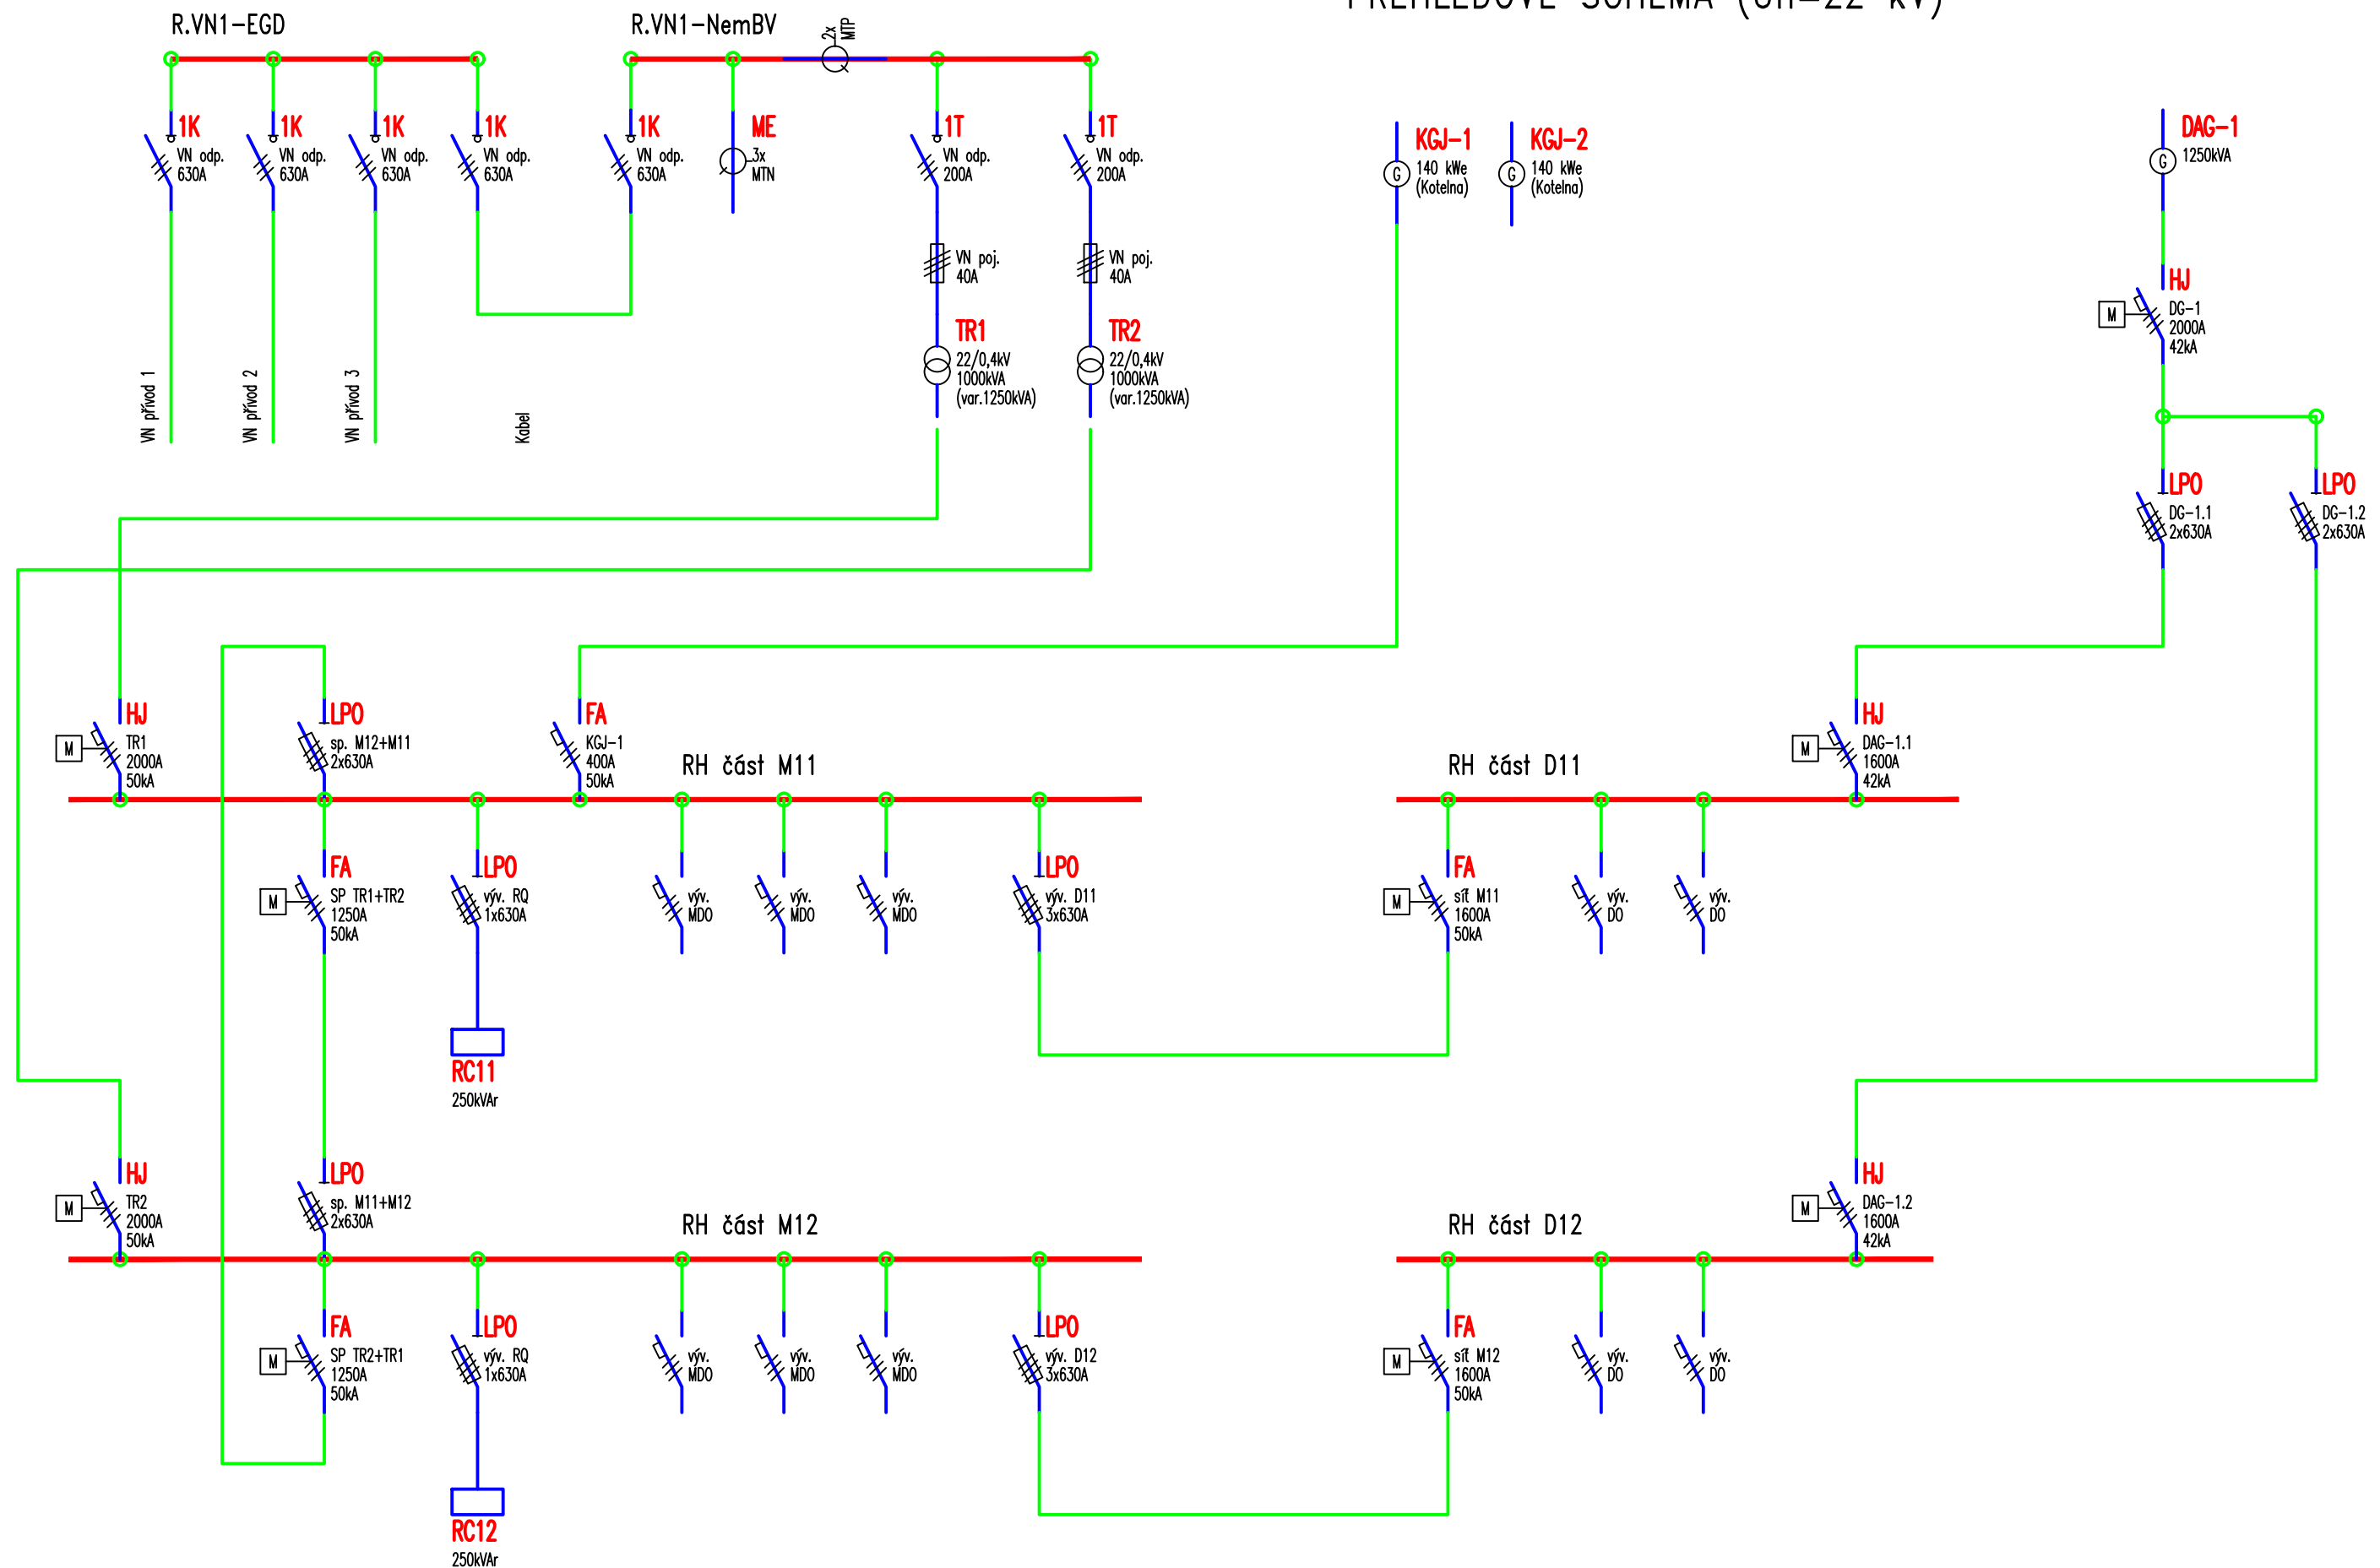 PŘEHLEDOVÉ SCHÉMA (Un=22 kV)
R.VN1-EGD
R.VN1-NemBV
2x
MTP
1K
VN odp.
630A
1K
VN odp.
630A
1K
VN odp.
630A
1K
VN odp.
630A
1K
VN odp.
630A
ME
3x
MTN
1T
VN odp.
200A
1T
VN odp.
200A
KGJ-1
G
140 kWe
(Kotelna)
KGJ-2
G
140 kWe
(Kotelna)
DAG-1
G
1250kVA
VN poj.
40A
VN poj.
40A
HJ
M
DG-1
2000A
42kA
TR1
22/0,4kV
1000kVA
(var.1250kVA)
TR2
22/0,4kV
1000kVA
(var.1250kVA)
VN přívod 1
VN přívod 2
VN přívod 3
Kabel
LPO
DG-1.1
2x630A
LPO
DG-1.2
2x630A
HJ
M
TR1
2000A
50kA
LPO
sp. M12+M11
2x630A
FA
KGJ-1
400A
50kA
RH část M11
RH část D11
HJ
M
DAG-1.1
1600A
42kA
FA
M
SP TR1+TR2
1250A
50kA
LPO
výv. RQ
1x630A
výv.
MDO
výv.
MDO
výv.
MDO
LPO
výv. D11
3x630A
FA
M
síť M11
1600A
50kA
výv.
DO
výv.
DO
RC11
250kVAr
HJ
M
TR2
2000A
50kA
LPO
sp. M11+M12
2x630A
RH část M12
RH část D12
HJ
M
DAG-1.2
1600A
42kA
FA
M
SP TR2+TR1
1250A
50kA
LPO
výv. RQ
1x630A
výv.
MDO
výv.
MDO
výv.
MDO
LPO
výv. D12
3x630A
FA
M
síť M12
1600A
50kA
výv.
DO
výv.
DO
RC12
250kVAr